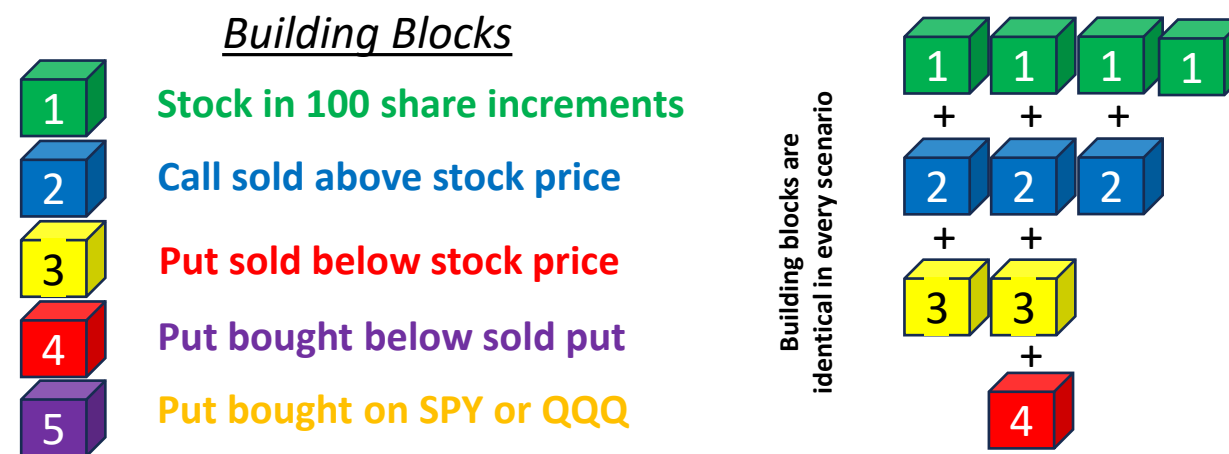 Building Blocks
1 Stock in 100 share increments
2 Call sold above stock price
3 Put sold below stock price
4 Put bought below sold put
5 Put bought on SPY or QQQ
Building blocks are
identical in every scenario
1 1 1 1
+ + +
2 2 2
+ +
3 3
+
4